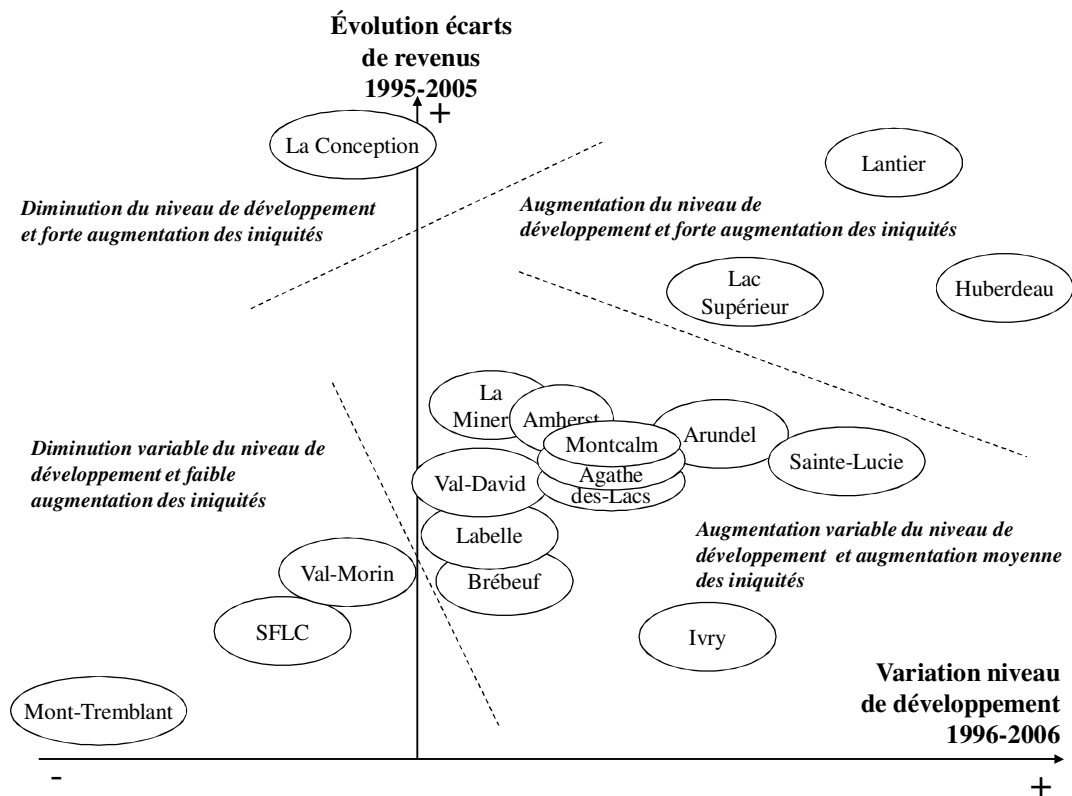 Évolution écarts
de revenus
1995-2005
+
La Conception
Lantier
Diminution du niveau de développement
et forte augmentation des iniquités
Augmentation du niveau de
développement et forte augmentation des iniquités
Lac
Supérieur
Huberdeau
La
Miner
Amherst
Montcalm
Arundel
Agathe
des-Lacs
Sainte-Lucie
Diminution variable du niveau de
développement et faible
augmentation des iniquités
Val-David
Labelle
Brébeuf
Augmentation variable du niveau de
développement et augmentation moyenne
des iniquités
Val-Morin
SFLC
Ivry
Mont-Tremblant
Variation niveau
de développement
1996-2006
-
+